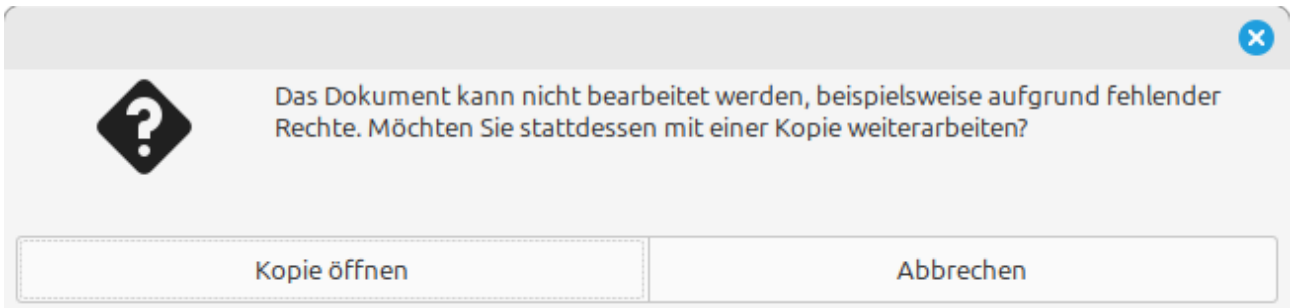 Das Dokument kann nicht bearbeitet werden, beispielsweise aufgrund fehlender
Rechte. Möchten Sie stattdessen mit einer Kopie weiterarbeiten?
Kopie öffnen
Abbrechen